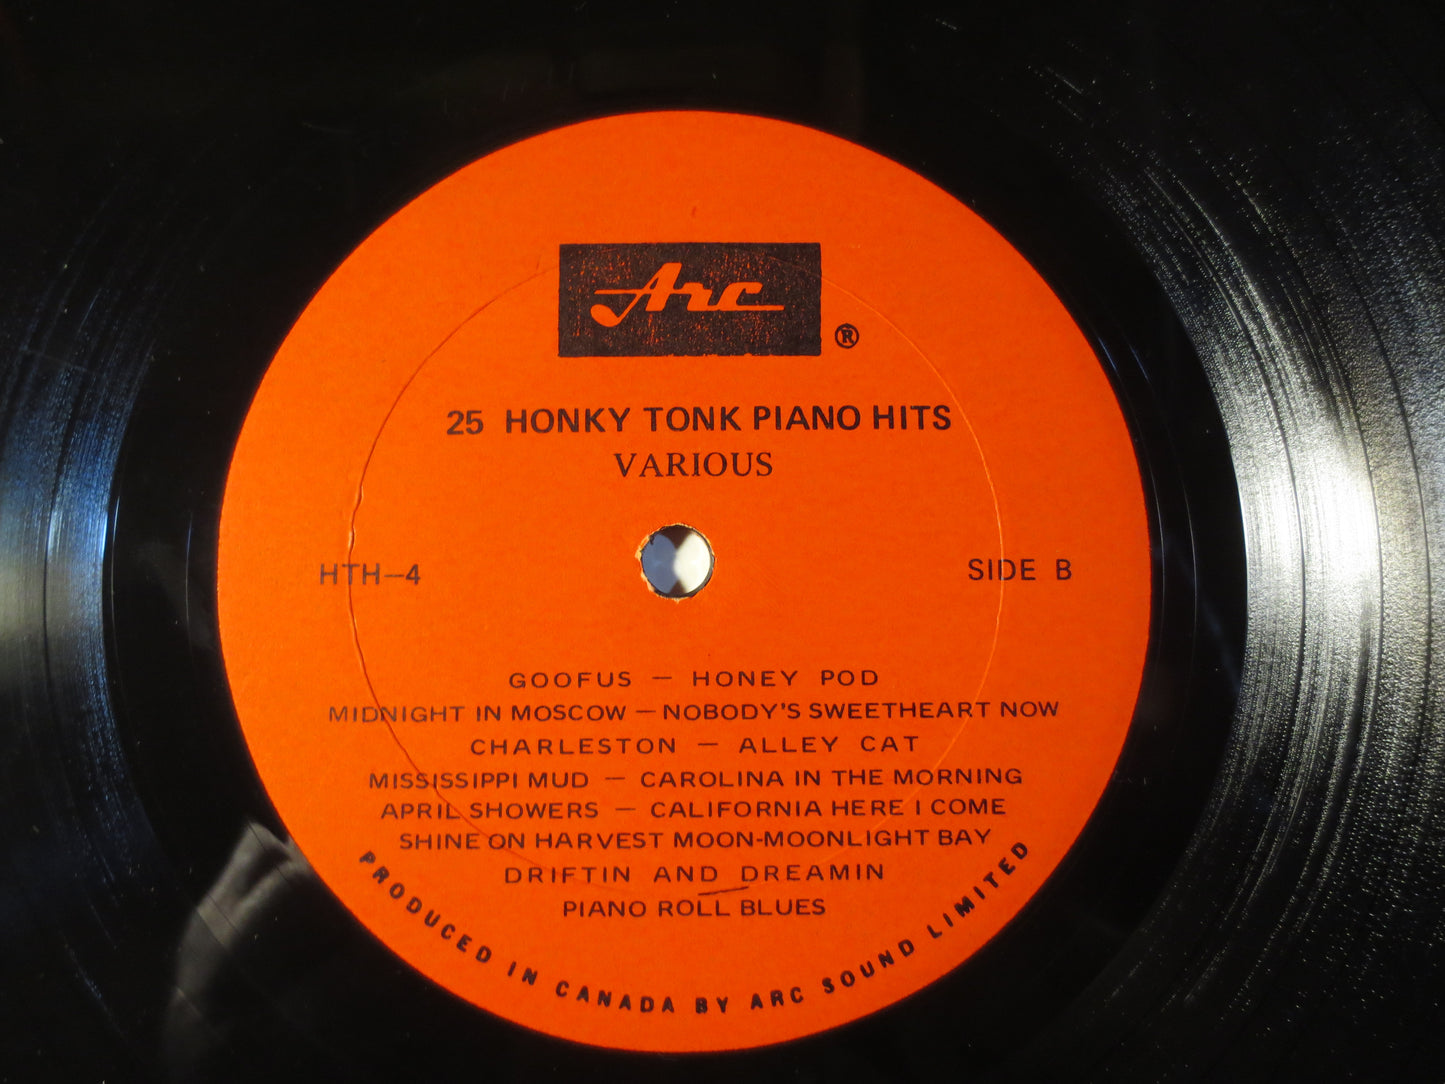 Arc
®
25 HONKY TONK PIANO HITS
VARIOUS
HTH-4
SIDE B
GOOFUS — HONEY POD
MIDNIGHT IN MOSCOW — NOBODY'S SWEETHEART NOW
CHARLESTON — ALLEY CAT
MISSISSIPPI MUD — CAROLINA IN THE MORNING
APRIL SHOWERS — CALIFORNIA HERE I COME
SHINE ON HARVEST MOON-MOONLIGHT BAY
DRIFTIN AND DREAMIN
PIANO ROLL BLUES
PRODUCED IN CANADA BY ARC SOUND LIMITED